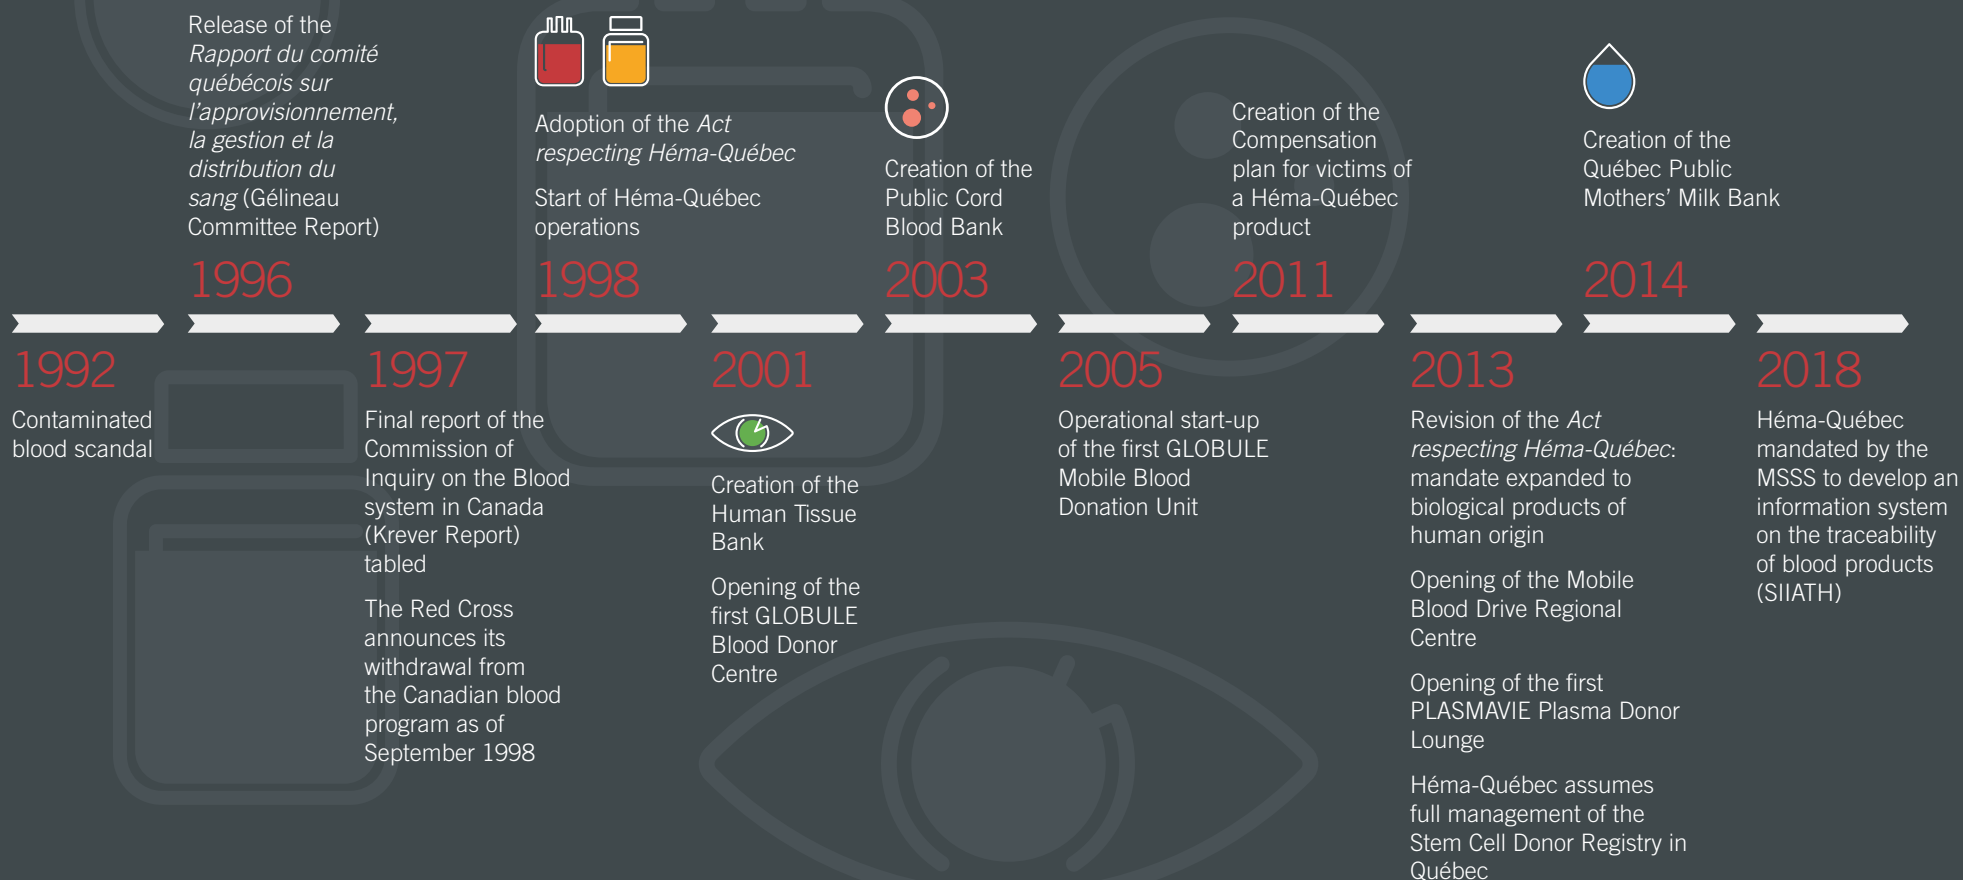 Release of the
Rapport du comité
québécois sur
l'approvisionnement,
la gestion et la
distribution du
sang (Gélineau
Committee Report)
1996
Adoption of the Act
respecting Héma-Québec
Start of Héma-Québec
operations
1998
Creation of the
Public Cord
Blood Bank
2003
Creation of the
Compensation
plan for victims of
a Héma-Québec
product
2011
Creation of the
Québec Public
Mothers' Milk Bank
2014
1992
Contaminated
blood scandal
1997
Final report of the
Commission of
Inquiry on the Blood
system in Canada
(Krever Report)
tabled
The Red Cross
announces its
withdrawal from
the Canadian blood
program as of
September 1998
2001
Creation of the
Human Tissue
Bank
Opening of the
first GLOBULE
Blood Donor
Centre
2005
Operational start-up
of the first GLOBULE
Mobile Blood
Donation Unit
2013
Revision of the Act
respecting Héma-Québec:
mandate expanded to
biological products of
human origin
Opening of the Mobile
Blood Drive Regional
Centre
Opening of the first
PLASMAVIE Plasma Donor
Lounge
Héma-Québec assumes
full management of the
Stem Cell Donor Registry in
Québec
2018
Héma-Québec
mandated by the
MSSS to develop an
information system
on the traceability
of blood products
(SIIATH)